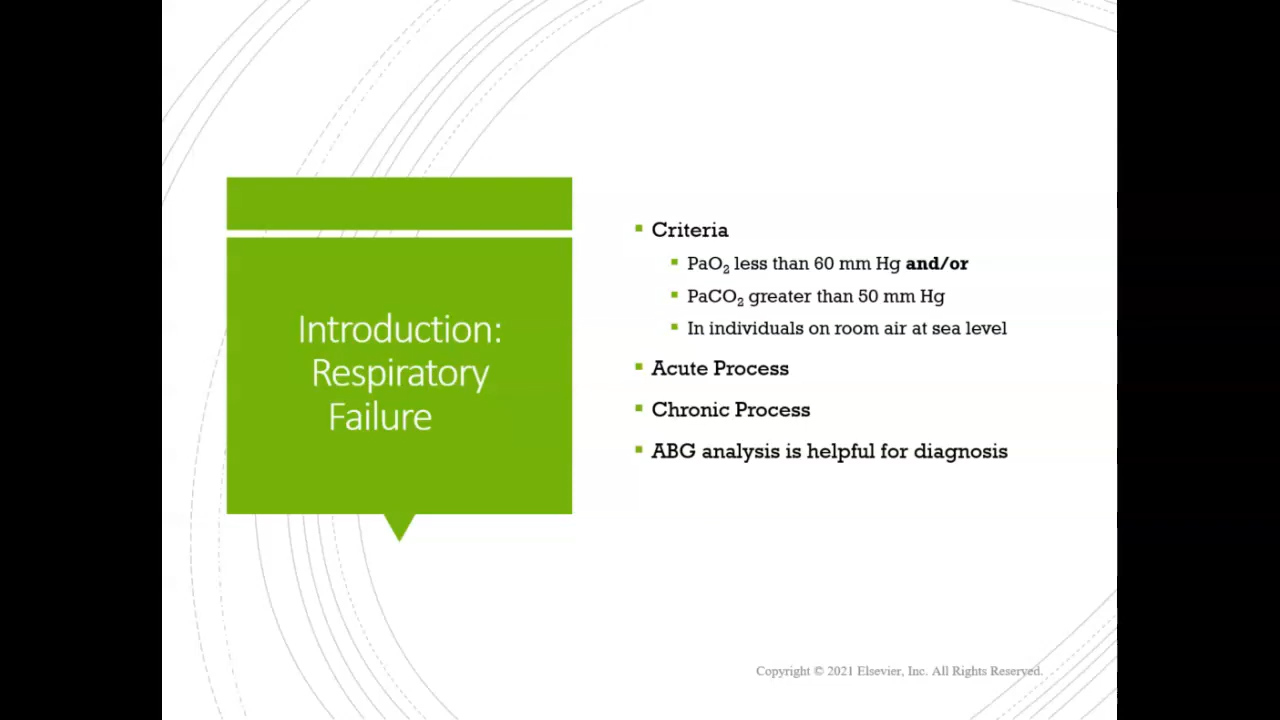 Introduction:
Respiratory
Failure
Criteria
PaO₂ less than 60 mm Hg and/or
PaCO₂ greater than 50 mm Hg
In individuals on room air at sea level
Acute Process
Chronic Process
ABG analysis is helpful for diagnosis
Copyright © 2021 Elsevier, Inc. All Rights Reserved.